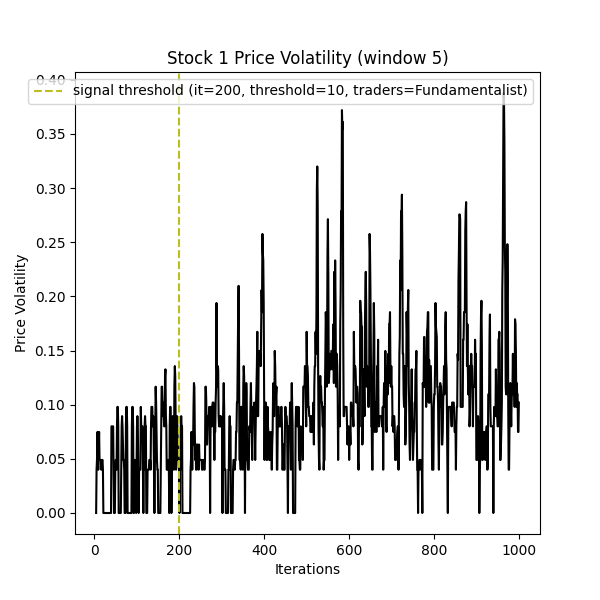 Stock 1 Price Volatility (window 5)
signal threshold (it=200, threshold=10, traders=Fundamentalist)
0.40
0.35
0.30
0.25
0.20
0.15
0.10
0.05
0.00
Price Volatility
0 200 400 600 800 1000
Iterations